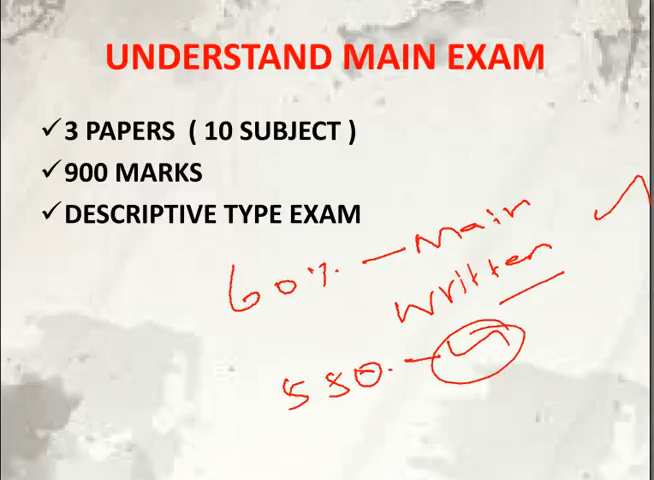 UNDERSTAND MAIN EXAM
✓3 PAPERS ( 10 SUBJECT )
✓900 MARKS
✓DESCRIPTIVE TYPE EXAM
60% - Main
Written
550. -